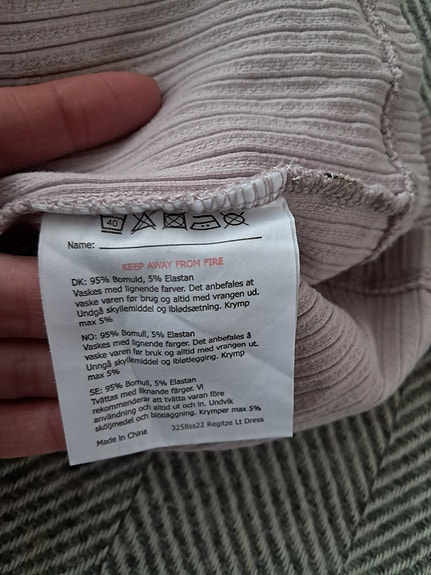 40
Name:
KEEP AWAY FROM FIRE
DK: 95% Bomuld, 5% Elastan
Vaskes med lignende farver. Det anbefales at
vaske varen før brug og altid med vrangen ud.
Undgå skyllemiddel og iblødsætning. Krymp
max 5%
NO: 95% Bomull, 5% Elastan
Vaskes med lignende farger. Det anbefales å
vaske varen før bruk og altid med vrangen ut.
Unngå skyllemiddel og iblotlegging. Krymp
max 5%
SE: 95% Bomull, 5% Elastan
Tvättas med liknande färger. Vi
rekommenderar att tvätta varen före
användning och altid ut och in. Undvik
sköljmedel och blötläggning. Krymper max 5%
Made in China
3258ss22 Regitze Lt Dress